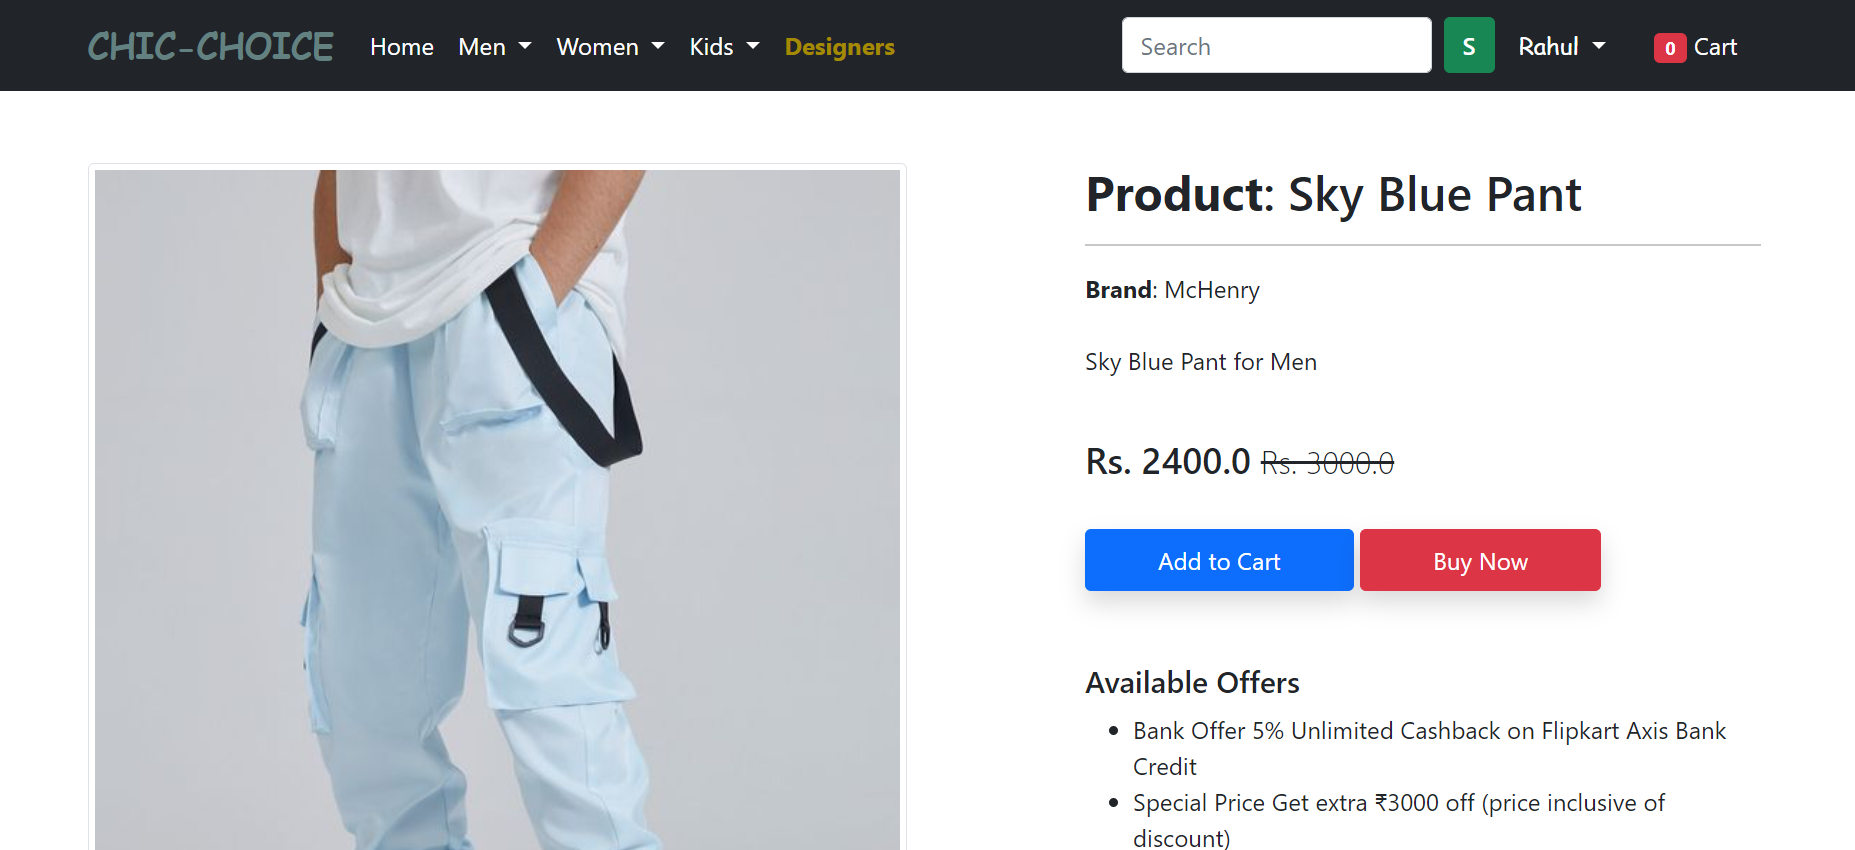 CHIC-CHOICE Home Men Women Kids Designers Search S Rahul 0 Cart
Product: Sky Blue Pant
Brand: McHenry
Sky Blue Pant for Men
Rs. 2400.0 Rs. 3000.0
Add to Cart Buy Now
Available Offers
Bank Offer 5% Unlimited Cashback on Flipkart Axis Bank
Credit
Special Price Get extra ₹3000 off (price inclusive of
discount)